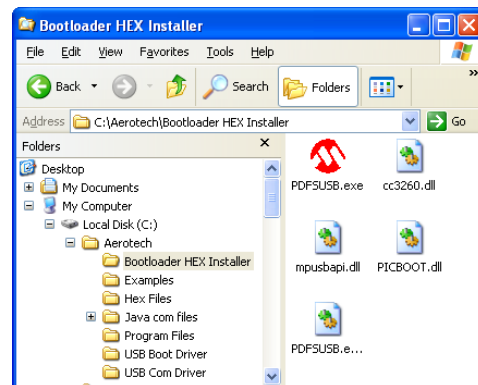 Bootloader HEX Installer
File Edit View Favorites Tools Help
Back Search Folders
Address C:\Aerotech\Bootloader HEX Installer Go
Folders
Desktop
My Documents
My Computer
Local Disk (C:)
Aerotech
Bootloader HEX Installer
Examples
Hex Files
Java com files
Program Files
USB Boot Driver
USB Com Driver
PDFSUSB.exe cc3260.dll
mpusbapi.dll PICBOOT.dll
PDFSUSB.e...